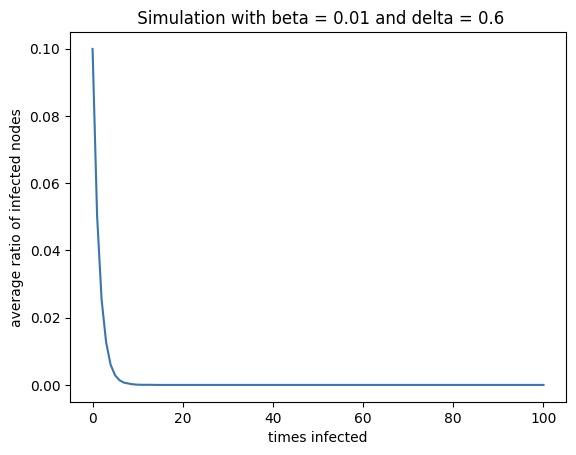 Simulation with beta = 0.01 and delta = 0.6
average ratio of infected nodes
0.10
0.08
0.06
0.04
0.02
0.00
0 20 40 60 80 100
times infected